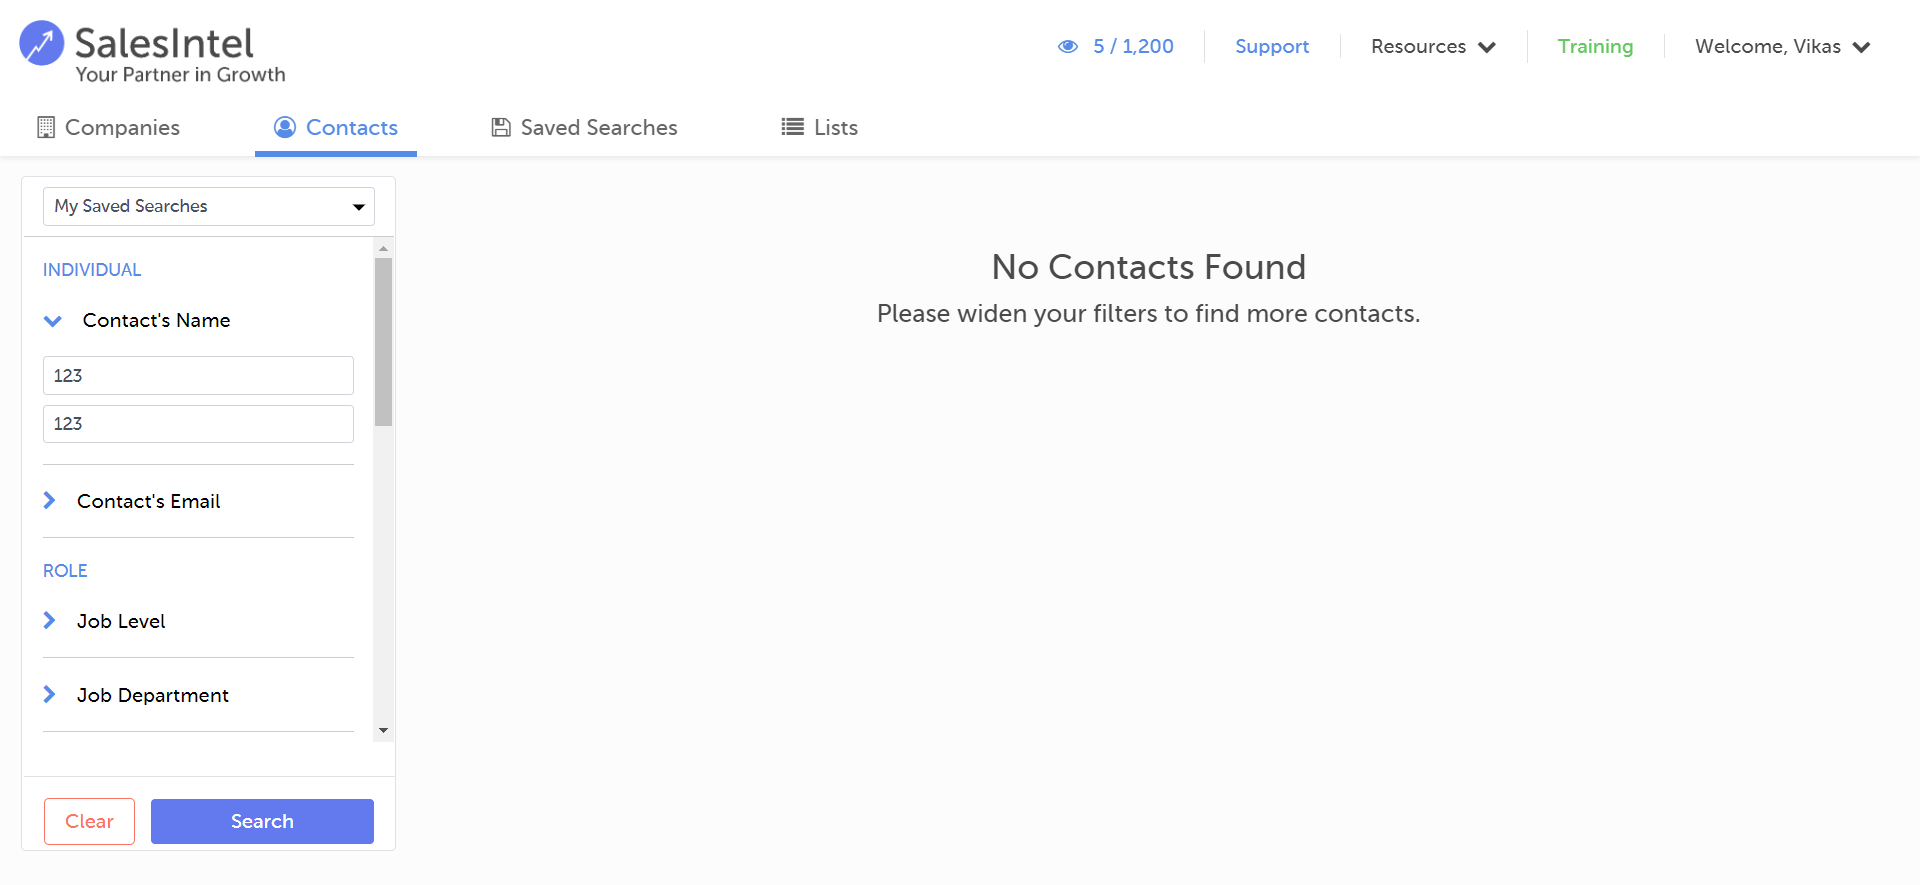 SalesIntel
Your Partner in Growth
5 / 1,200
Support
Resources
Training
Welcome, Vikas
Companies
Contacts
Saved Searches
Lists
My Saved Searches
INDIVIDUAL
Contact's Name
123
123
Contact's Email
ROLE
Job Level
Job Department
Clear
Search
No Contacts Found
Please widen your filters to find more contacts.